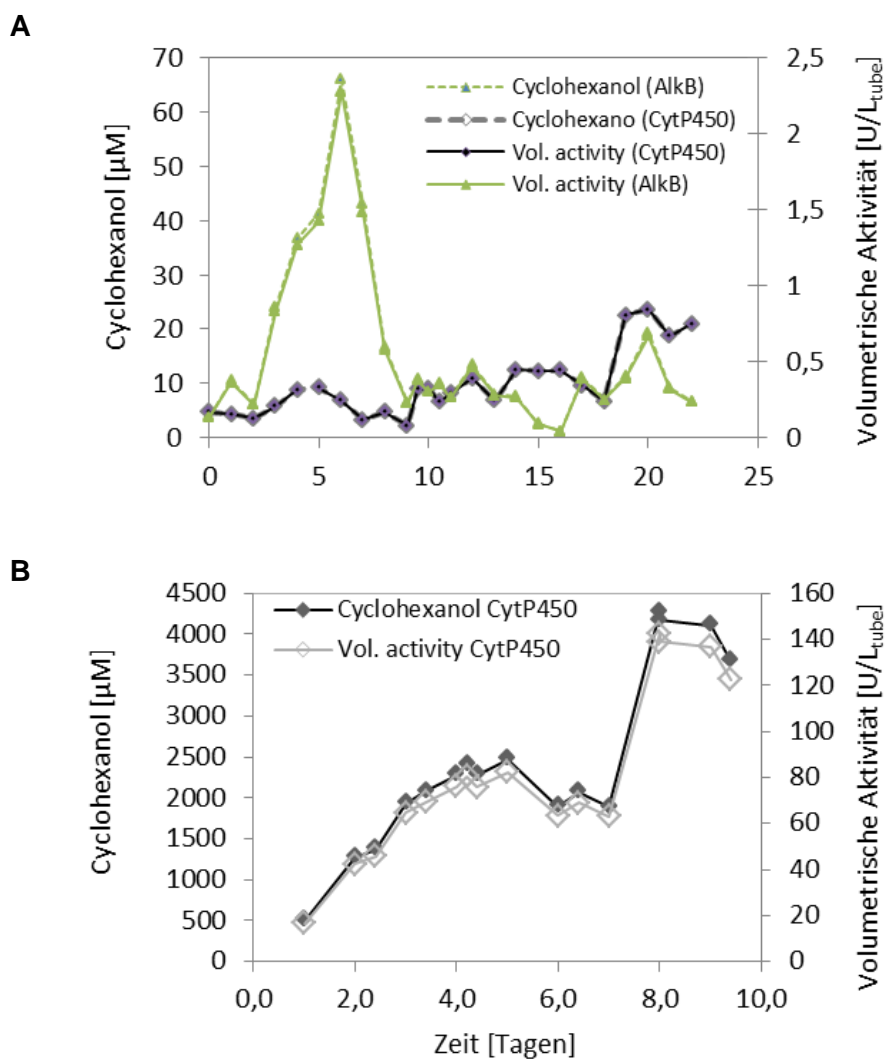 A
Cyclohexanol [µM]
70
60
50
40
30
20
10
0
Cyclohexanol (AlkB)
Cyclohexano (CytP450)
Vol. activity (CytP450)
Vol. activity (AlkB)
2,5
2
1,5
1
0,5
0
Volumetrische Aktivität [U/Ltube]
0 5 10 15 20 25
B
Cyclohexanol [µM]
4500
4000
3500
3000
2500
2000
1500
1000
500
0
Cyclohexanol CytP450
Vol. activity CytP450
160
140
120
100
80
60
40
20
0
Volumetrische Aktivität [U/Ltube]
0,0 2,0 4,0 6,0 8,0 10,0
Zeit [Tagen]